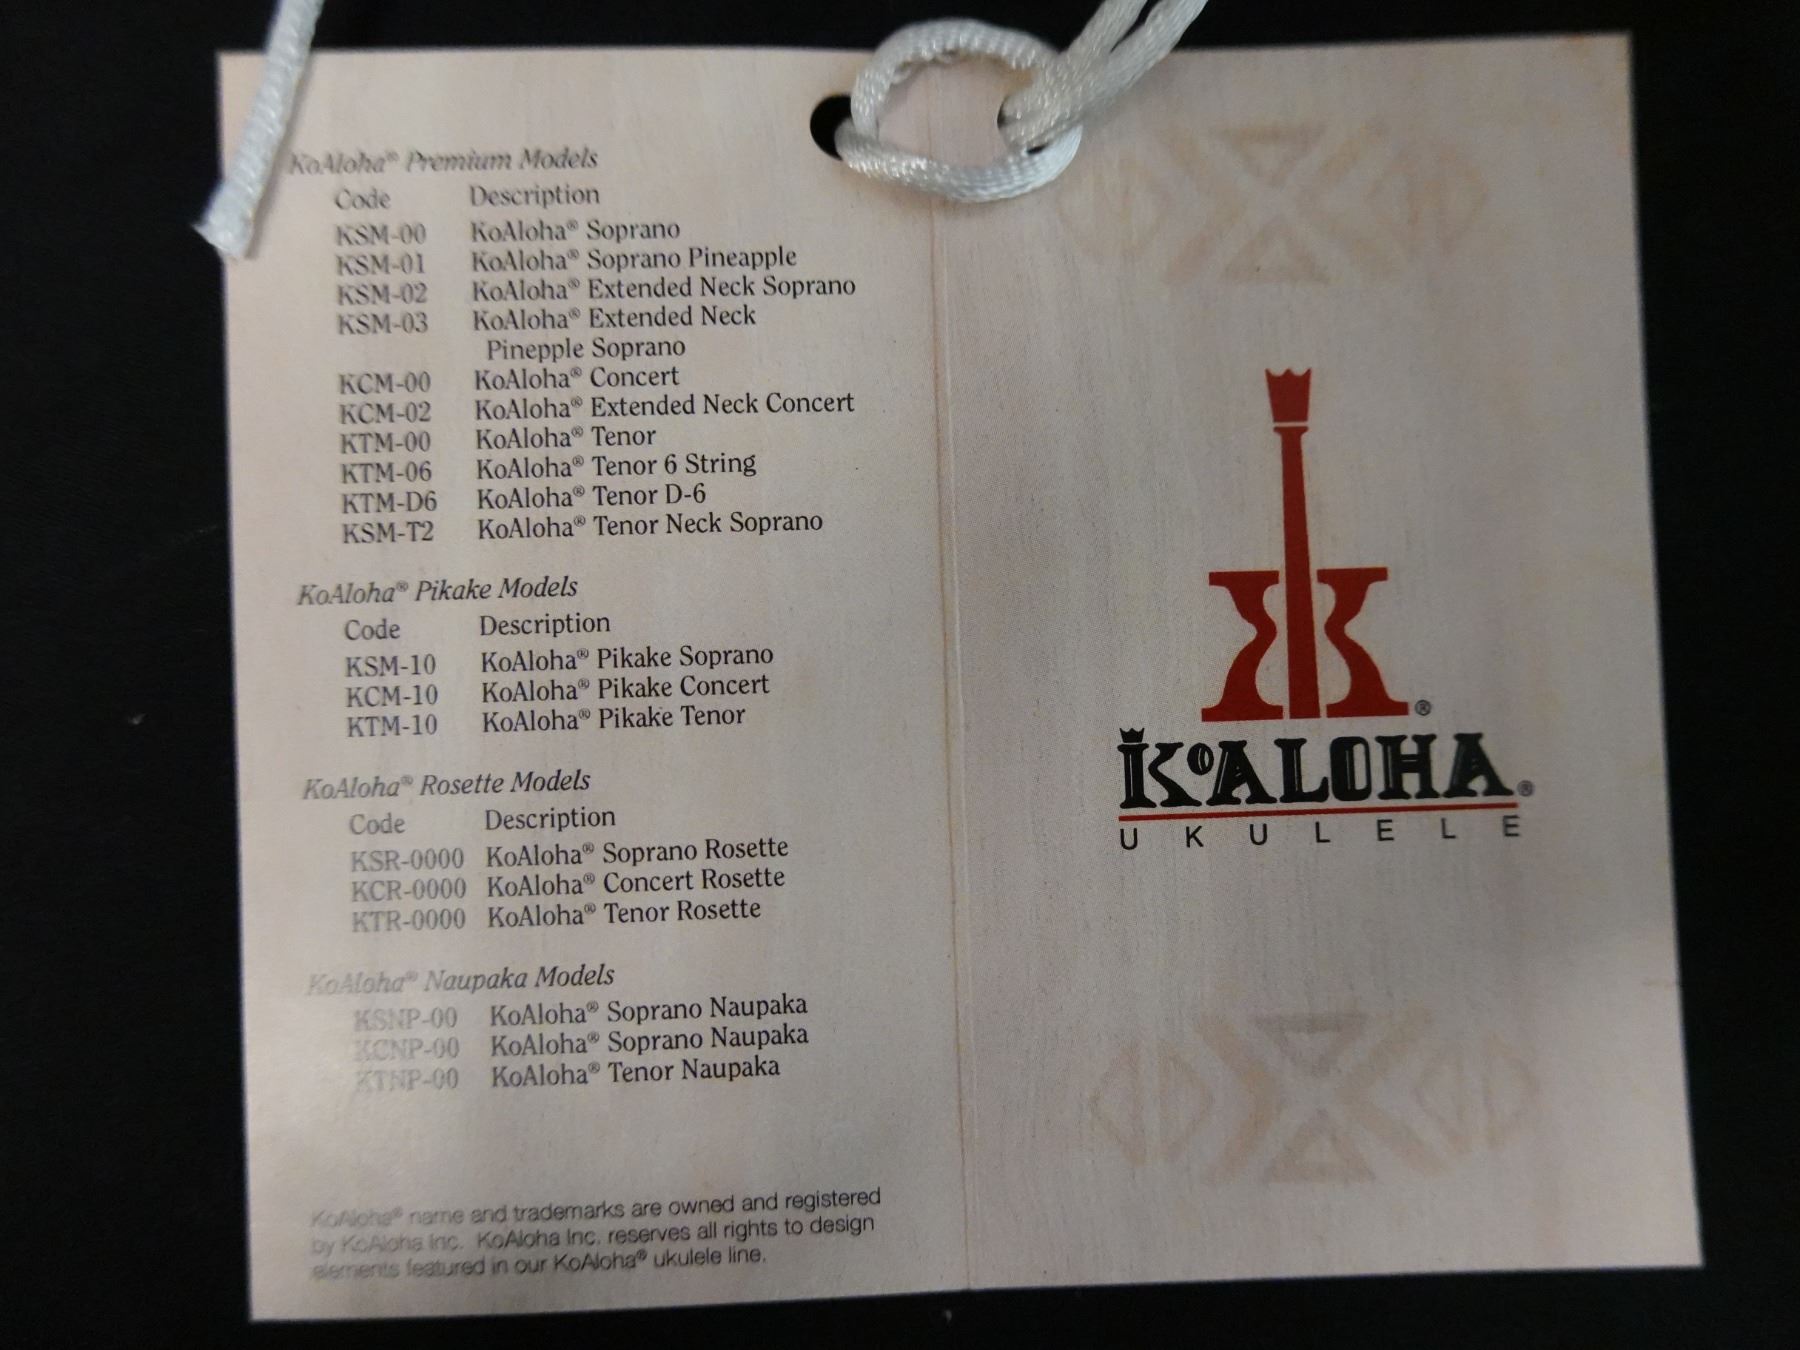 KoAloha® Premium Models
Code Description
KSM-00 KoAloha® Soprano
KSM-01 KoAloha® Soprano Pineapple
KSM-02 KoAloha® Extended Neck Soprano
KSM-03 KoAloha® Extended Neck
Pinepple Soprano
KCM-00 KoAloha® Concert
KCM-02 KoAloha® Extended Neck Concert
KTM-00 KoAloha® Tenor
KTM-06 KoAloha® Tenor 6 String
KTM-D6 KoAloha® Tenor D-6
KSM-T2 KoAloha® Tenor Neck Soprano
KoAloha® Pikake Models
Code Description
KSM-10 KoAloha® Pikake Soprano
KCM-10 KoAloha® Pikake Concert
KTM-10 KoAloha® Pikake Tenor
KoAloha® Rosette Models
Code Description
KSR-0000 KoAloha® Soprano Rosette
KCR-0000 KoAloha® Concert Rosette
KTR-0000 KoAloha® Tenor Rosette
KoAloha® Naupaka Models
KSNP-00 KoAloha® Soprano Naupaka
KCNP-00 KoAloha® Soprano Naupaka
KTNP-00 KoAloha® Tenor Naupaka
KoAloha® name and trademarks are owned and registered
by KoAloha Inc. KoAloha Inc. reserves all rights to design
elements featured in our KoAloha® ukulele line.
®
KOALOHA®
UKULELE